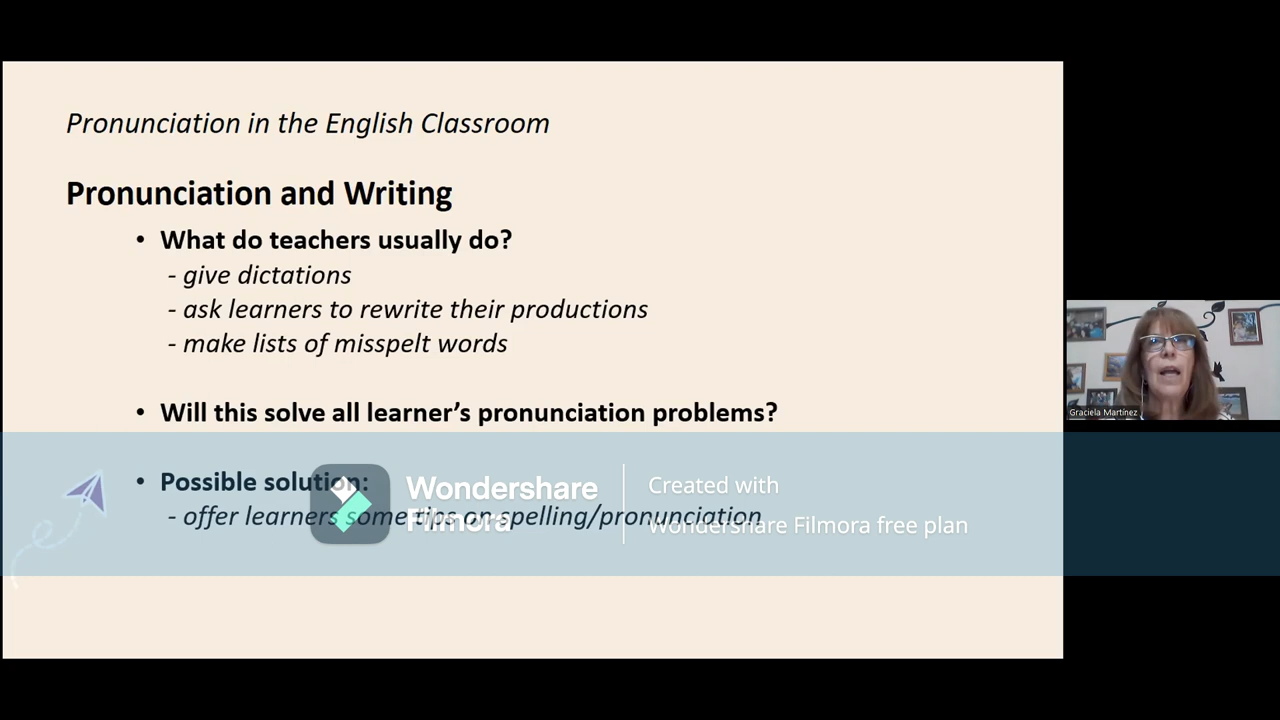 Pronunciation in the English Classroom
Pronunciation and Writing
• What do teachers usually do?
- give dictations
- ask learners to rewrite their productions
- make lists of misspelt words
• Will this solve all learner’s pronunciation problems?
• Possible solution:
- offer learners some tips on spelling/pronunciation
Wondershare
Filmora
Created with
Wondershare Filmora free plan
Graciela Martínez